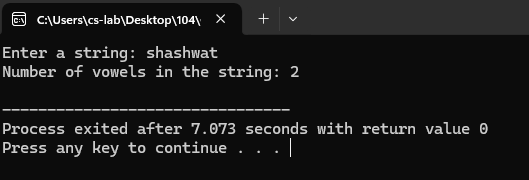 C:\Users\cs-lab\Desktop\104\
Enter a string: shashwat
Number of vowels in the string: 2
--------------------------------
Process exited after 7.073 seconds with return value 0
Press any key to continue . . .